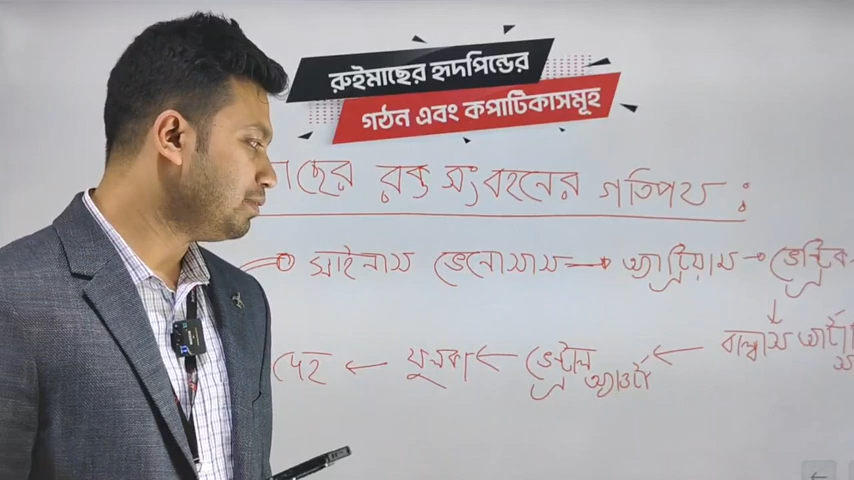 রুইমাছের হৃদপিন্ডের
গঠন এবং কপাটিকাসমূহ
াছের রক্ত সংবহনের গতিপথ :
→ সাইনাস ভেনোসাস → অ্যাট্রিয়াম → ভেন্ট্রিক
↓
দেহ ← ফুলকা ← ভেন্ট্রাল অ্যাওর্টা ← বাল্বাস আর্টা